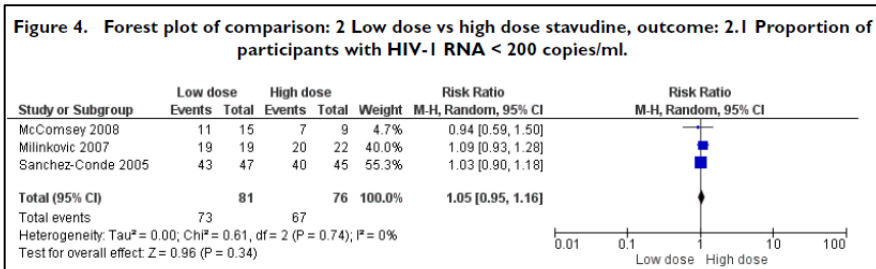 Figure 4. Forest plot of comparison: 2 Low dose vs high dose stavudine, outcome: 2.1 Proportion of
participants with HIV-1 RNA < 200 copies/ml.
Low dose High dose Risk Ratio Risk Ratio
Study or Subgroup Events Total Events Total Weight M-H, Random, 95% CI M-H, Random, 95% CI
McComsey 2008 11 15 7 9 4.7% 0.94 [0.59, 1.50]
Milinkovic 2007 19 19 20 22 40.0% 1.09 [0.93, 1.28]
Sanchez-Conde 2005 43 47 40 45 55.3% 1.03 [0.90, 1.18]
Total (95% CI) 81 76 100.0% 1.05 [0.95, 1.16]
Total events 73 67
Heterogeneity: Tau² = 0.00; Chi² = 0.61, df = 2 (P = 0.74); I² = 0%
Test for overall effect: Z = 0.96 (P = 0.34)
0.01 0.1 1 10 100
Low dose High dose